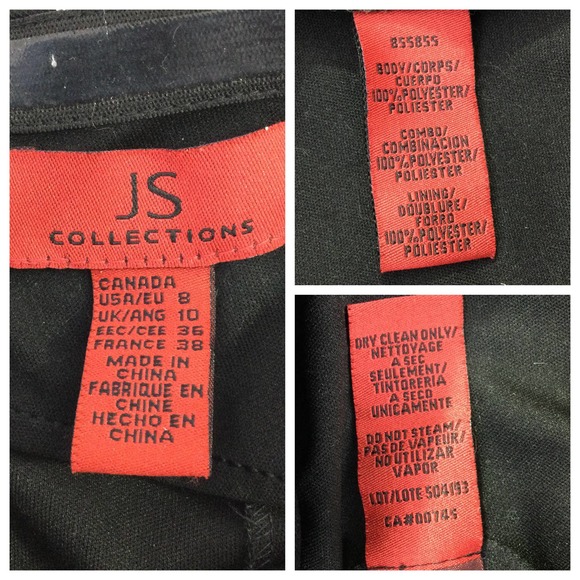 JS
COLLECTIONS
CANADA
USA/EU 8
UK/ANG 10
EEC/CEE 36
FRANCE 38
MADE IN
CHINA
FABRIQUE EN
CHINE
HECHO EN
CHINA
855855
BODY/CORPS/
CUERPO
100%POLYESTER/
POLIESTER
COMBO/
COMBINACION
100%POLYESTER/
POLIESTER
LINING/
DOUBLURE/
FORRO
100%POLYESTER/
POLIESTER
DRY CLEAN ONLY/
NETTOYAGE
A SEC
SEULEMENT/
TINTORERIA
A SECO
UNICAMENTE
DO NOT STEAM/
PAS DE VAPEUR/
NO UTILIZAR
VAPOR
LOT/LOTE 504193
CA#00745